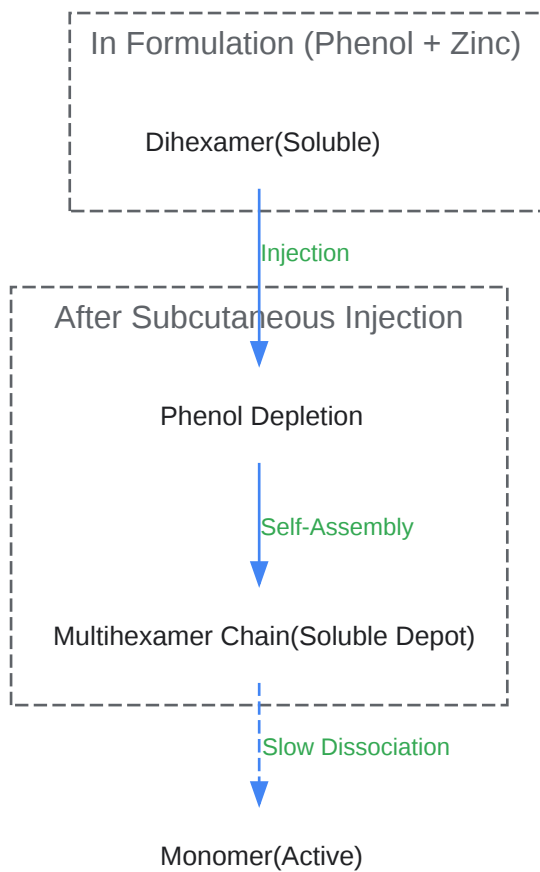 In Formulation (Phenol + Zinc)
Dihexamer(Soluble)
Injection
After Subcutaneous Injection
Phenol Depletion
Self-Assembly
Multihexamer Chain(Soluble Depot)
Slow Dissociation
Monomer(Active)